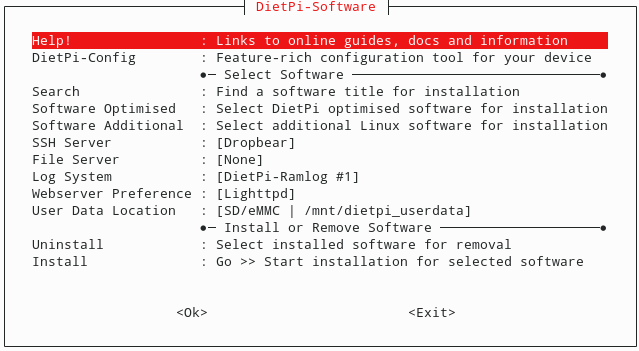 DietPi-Software
Help! : Links to online guides, docs and information
DietPi-Config : Feature-rich configuration tool for your device
●─ Select Software ─●
Search : Find a software title for installation
Software Optimised : Select DietPi optimised software for installation
Software Additional : Select additional Linux software for installation
SSH Server : [Dropbear]
File Server : [None]
Log System : [DietPi-Ramlog #1]
Webserver Preference : [Lighttpd]
User Data Location : [SD/eMMC | /mnt/dietpi_userdata]
●─ Install or Remove Software ─●
Uninstall : Select installed software for removal
Install : Go >> Start installation for selected software
<Ok> <Exit>